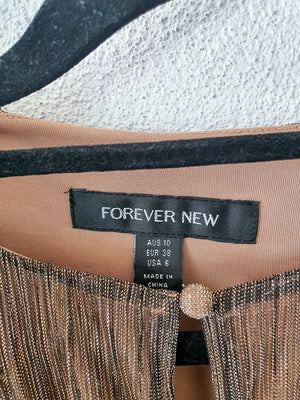 FOREVER NEW
AUS 10
EUR 38
USA 6
MADE IN
CHINA